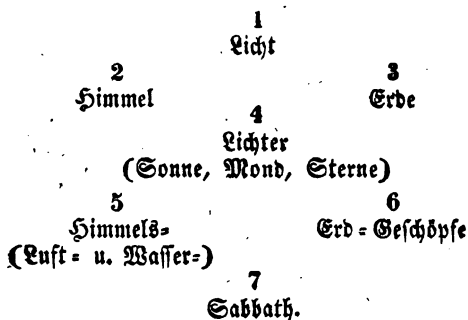 1
Licht
2 3
Himmel Erde
4
Lichter
(Sonne, Mond, Sterne)
5 6
Himmels= Erd=Geschöpfe
(Luft= u. Wasser=)
7
Sabbath.